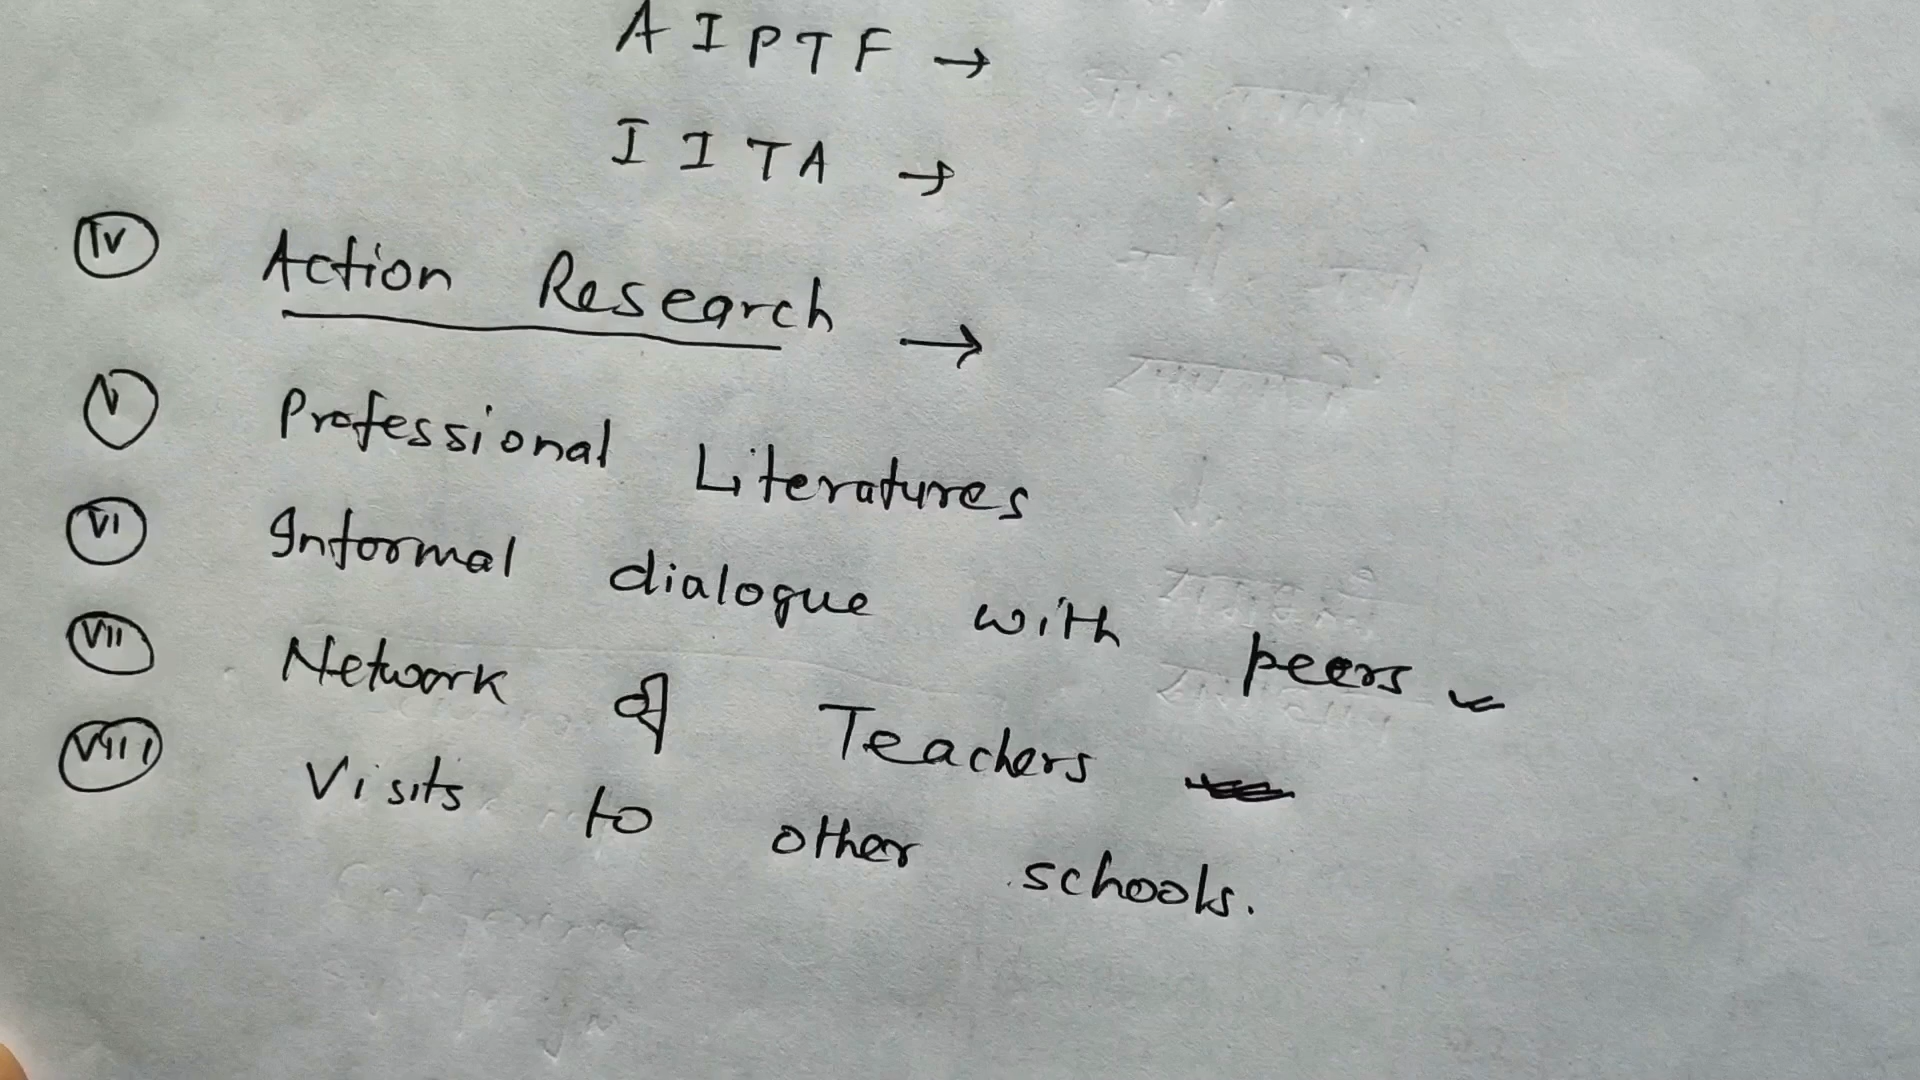 AIPTF →
IITA →
IV Action Research →
V Professional Literatures
VI Informal dialogue with peers
VII Network of Teachers
VIII Visits to other schools.